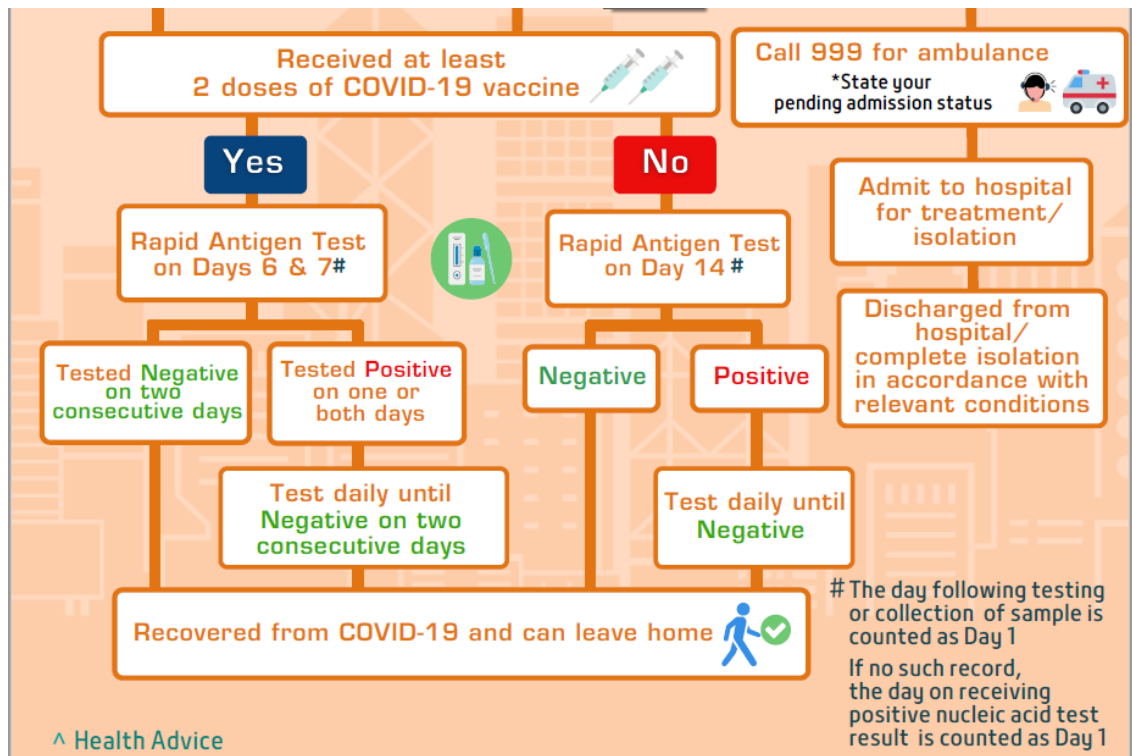 Received at least
2 doses of COVID-19 vaccine
Call 999 for ambulance
*State your
pending admission status
Yes
No
Rapid Antigen Test
on Days 6 & 7#
Rapid Antigen Test
on Day 14 #
Admit to hospital
for treatment/
isolation
Tested Negative
on two
consecutive days
Tested Positive
on one or
both days
Negative
Positive
Discharged from
hospital/
complete isolation
in accordance with
relevant conditions
Test daily until
Negative on two
consecutive days
Test daily until
Negative
Recovered from COVID-19 and can leave home
# The day following testing
or collection of sample is
counted as Day 1
If no such record,
the day on receiving
positive nucleic acid test
result is counted as Day 1
^ Health Advice